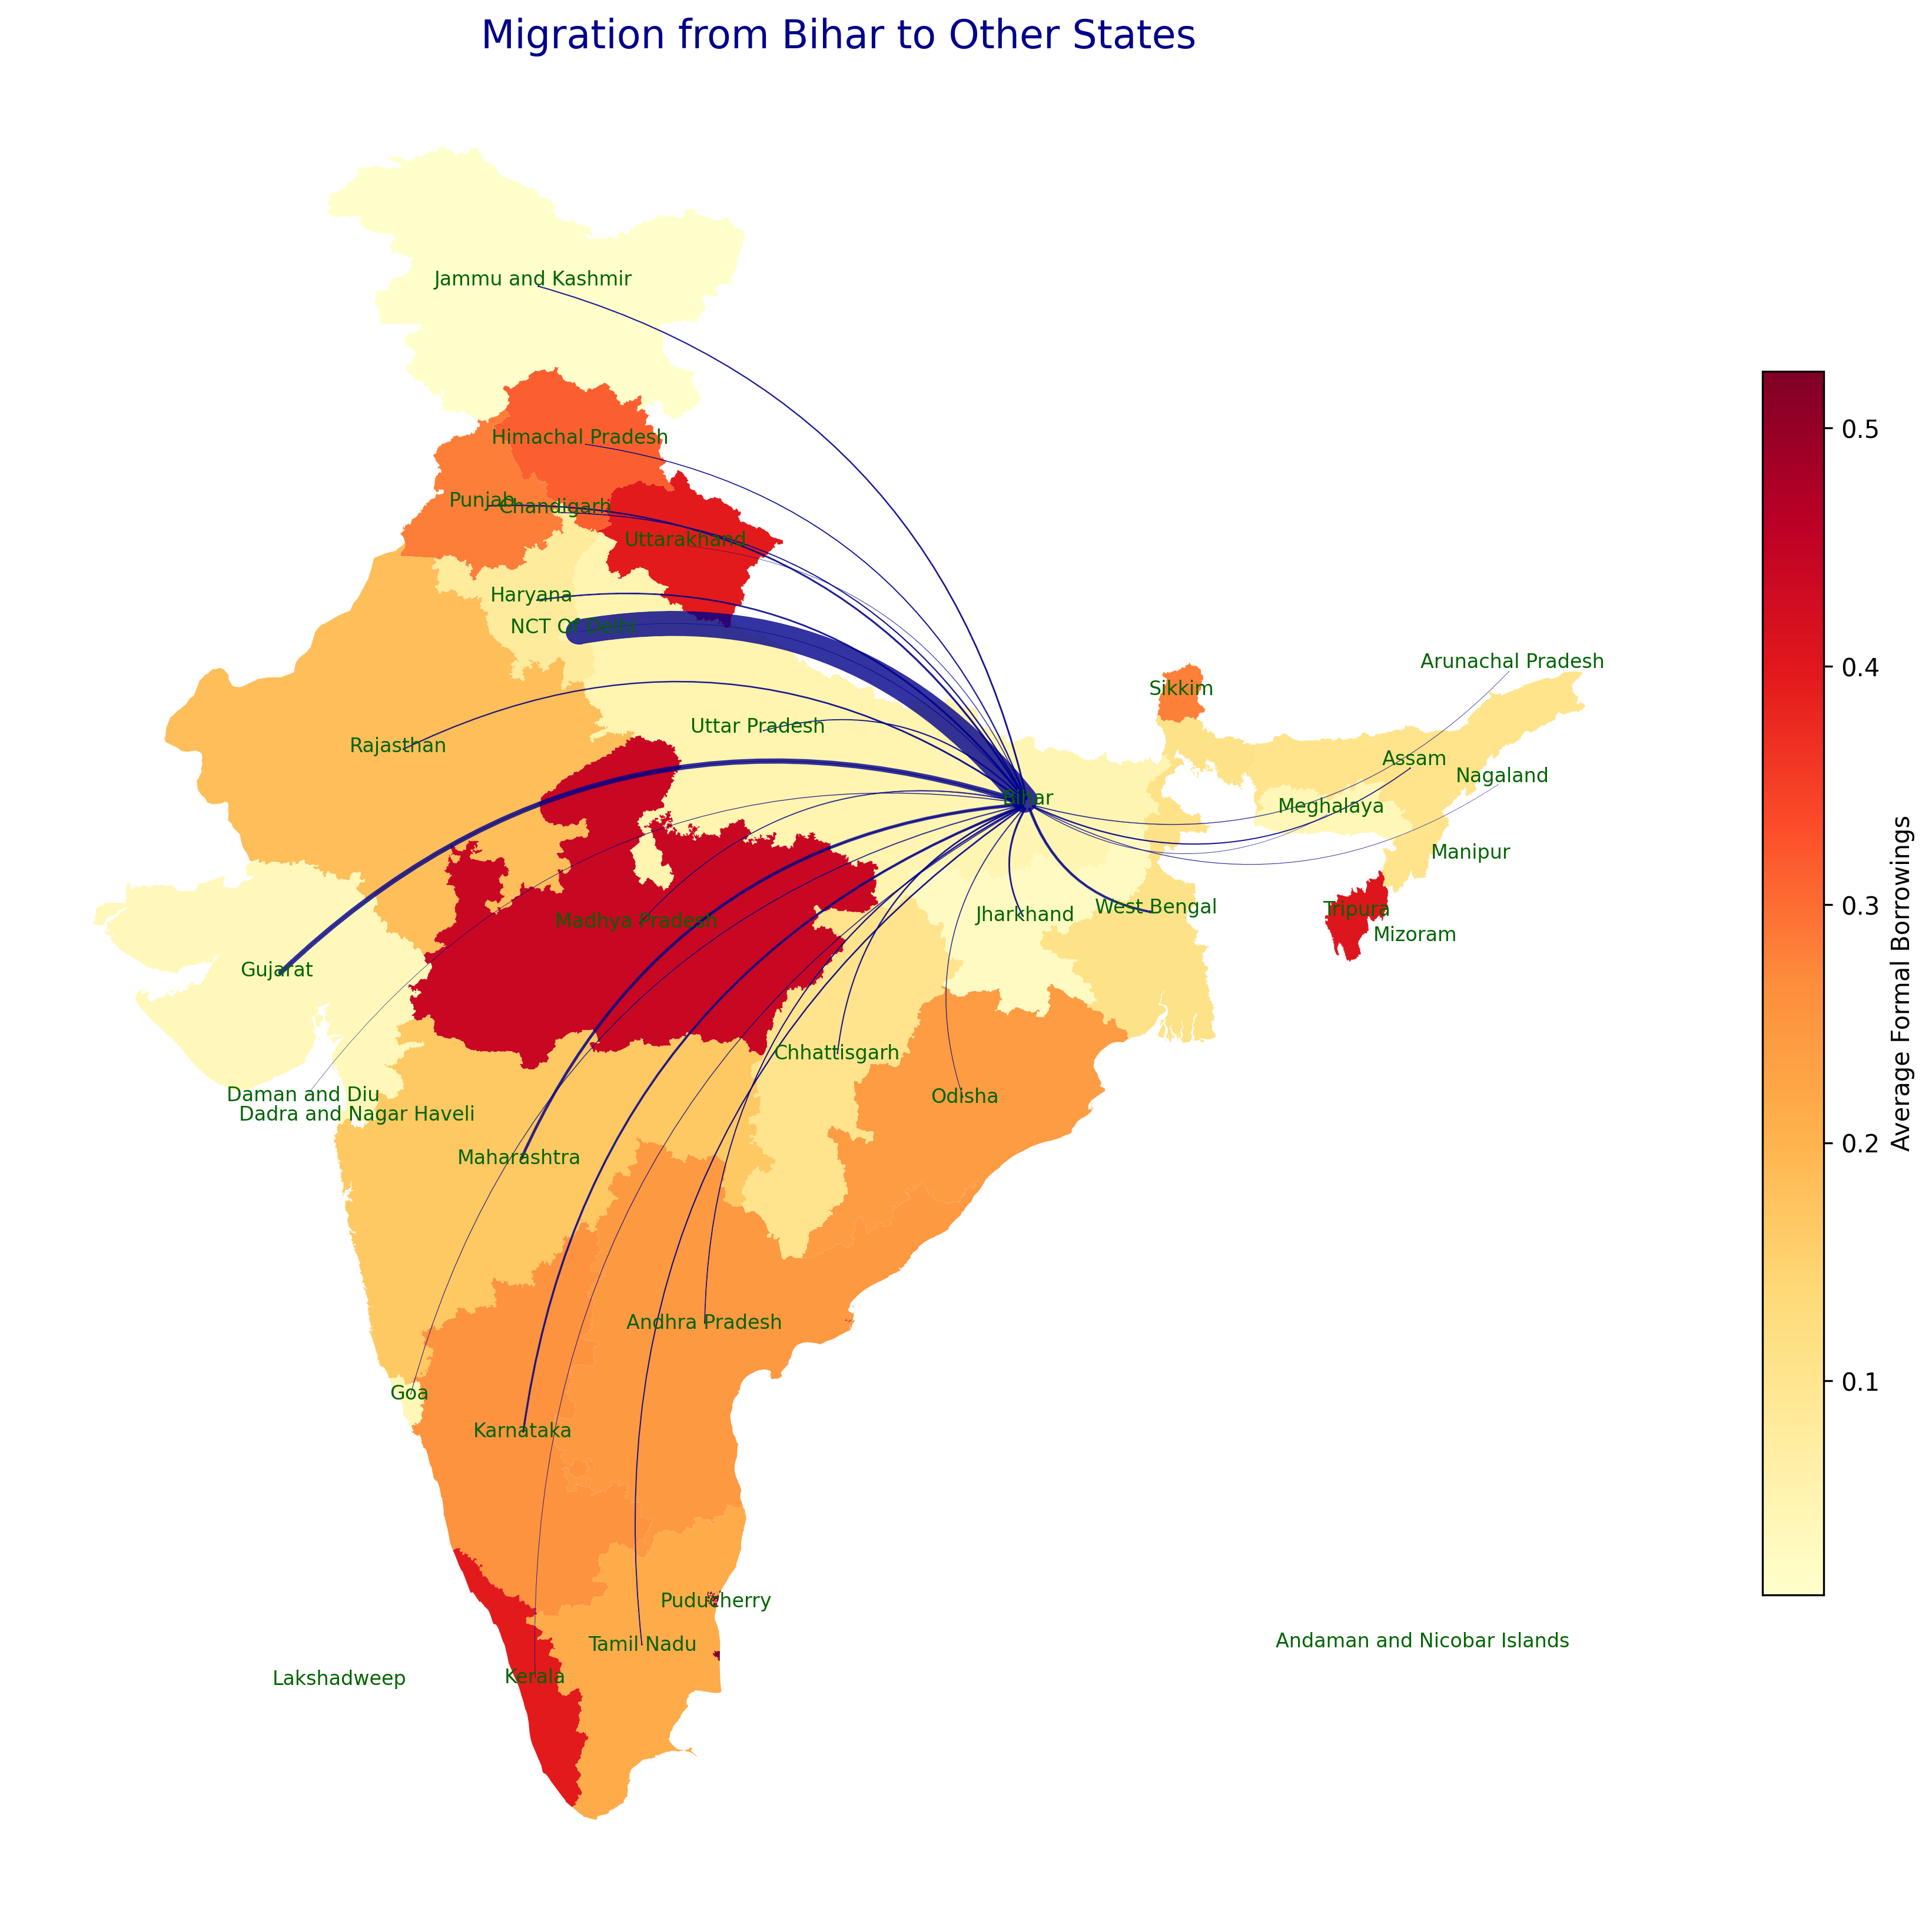 Migration from Bihar to Other States
Jammu and Kashmir
Himachal Pradesh
Punjab
Chandigarh
Uttarakhand
Haryana
NCT Of Delhi
Arunachal Pradesh
Sikkim
Uttar Pradesh
Rajasthan
Assam
Nagaland
Bihar
Meghalaya
Manipur
Madhya Pradesh
Jharkhand
West Bengal
Tripura
Mizoram
Gujarat
Chhattisgarh
Daman and Diu
Odisha
Dadra and Nagar Haveli
Maharashtra
Andhra Pradesh
Goa
Karnataka
Puducherry
Tamil Nadu
Andaman and Nicobar Islands
Lakshadweep
Kerala
0.5
0.4
0.3
0.2
0.1
Average Formal Borrowings